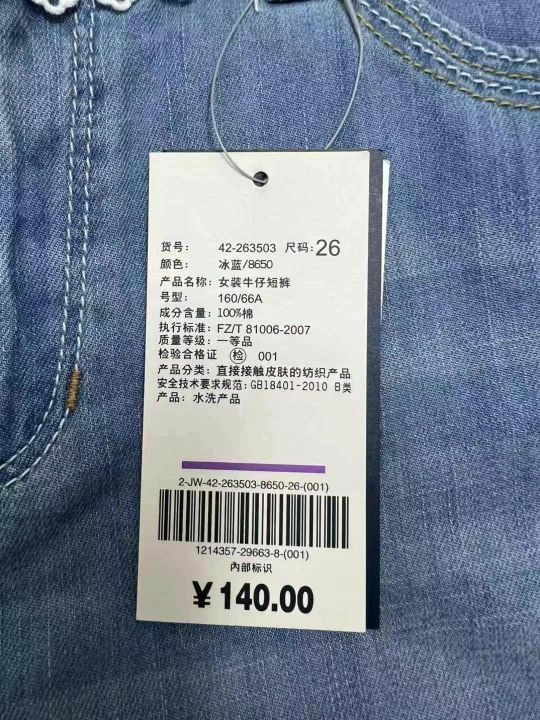 货号： 42-263503 尺码：26
颜色： 冰蓝/8650
产品名称：女装牛仔短裤
号型： 160/66A
成分含量：100%棉
执行标准：FZ/T 81006-2007
质量等级：一等品
检验合格证 检 001
产品分类：直接接触皮肤的纺织产品
安全技术要求规范：GB18401-2010 B类
产品：水洗产品
2-JW-42-263503-8650-26-(001)
1214357-29663-8-(001)
内部标识
¥140.00